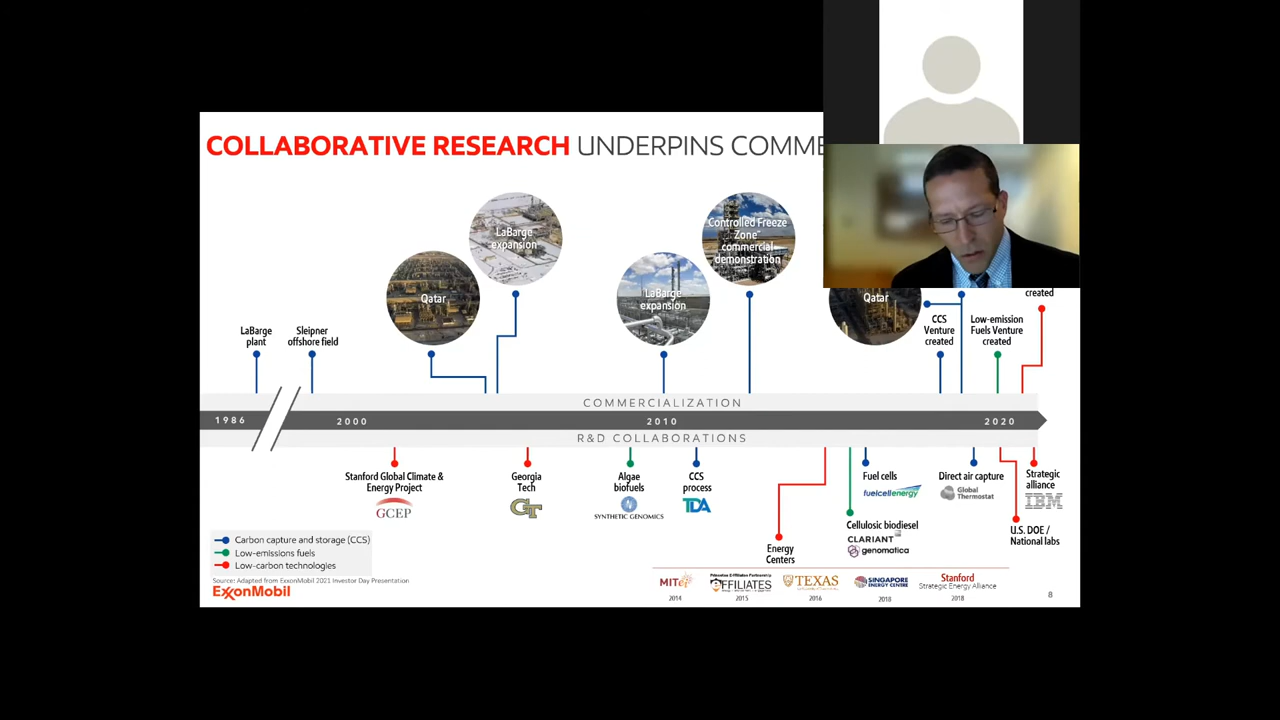 COLLABORATIVE RESEARCH UNDERPINS COMME
LaBarge
expansion
Controlled Freeze
Zone™
commercial
demonstration
Qatar
LaBarge
expansion
Qatar
created
LaBarge
plant
Sleipner
offshore field
CCS
Venture
created
Low-emission
Fuels Venture
created
COMMERCIALIZATION
1986
2000
2010
2020
R&D COLLABORATIONS
Stanford Global Climate &
Energy Project
GCEP
Georgia
Tech
GT
Algae
biofuels
SYNTHETIC GENOMICS
CCS
process
TDA
Fuel cells
fuelcellenergy
Direct air capture
Global
Thermostat
Strategic
alliance
IBM
Cellulosic biodiesel
CLARIANT
genomatica
U.S. DOE /
National labs
Energy
Centers
Carbon capture and storage (CCS)
Low-emissions fuels
Low-carbon technologies
Source: Adapted from ExxonMobil 2021 Investor Day Presentation
ExxonMobil
MITei
AFFILIATES
TEXAS
SINGAPORE
ENERGY CENTRE
Stanford
Strategic Energy Alliance
2014
2015
2016
2018
2018
8